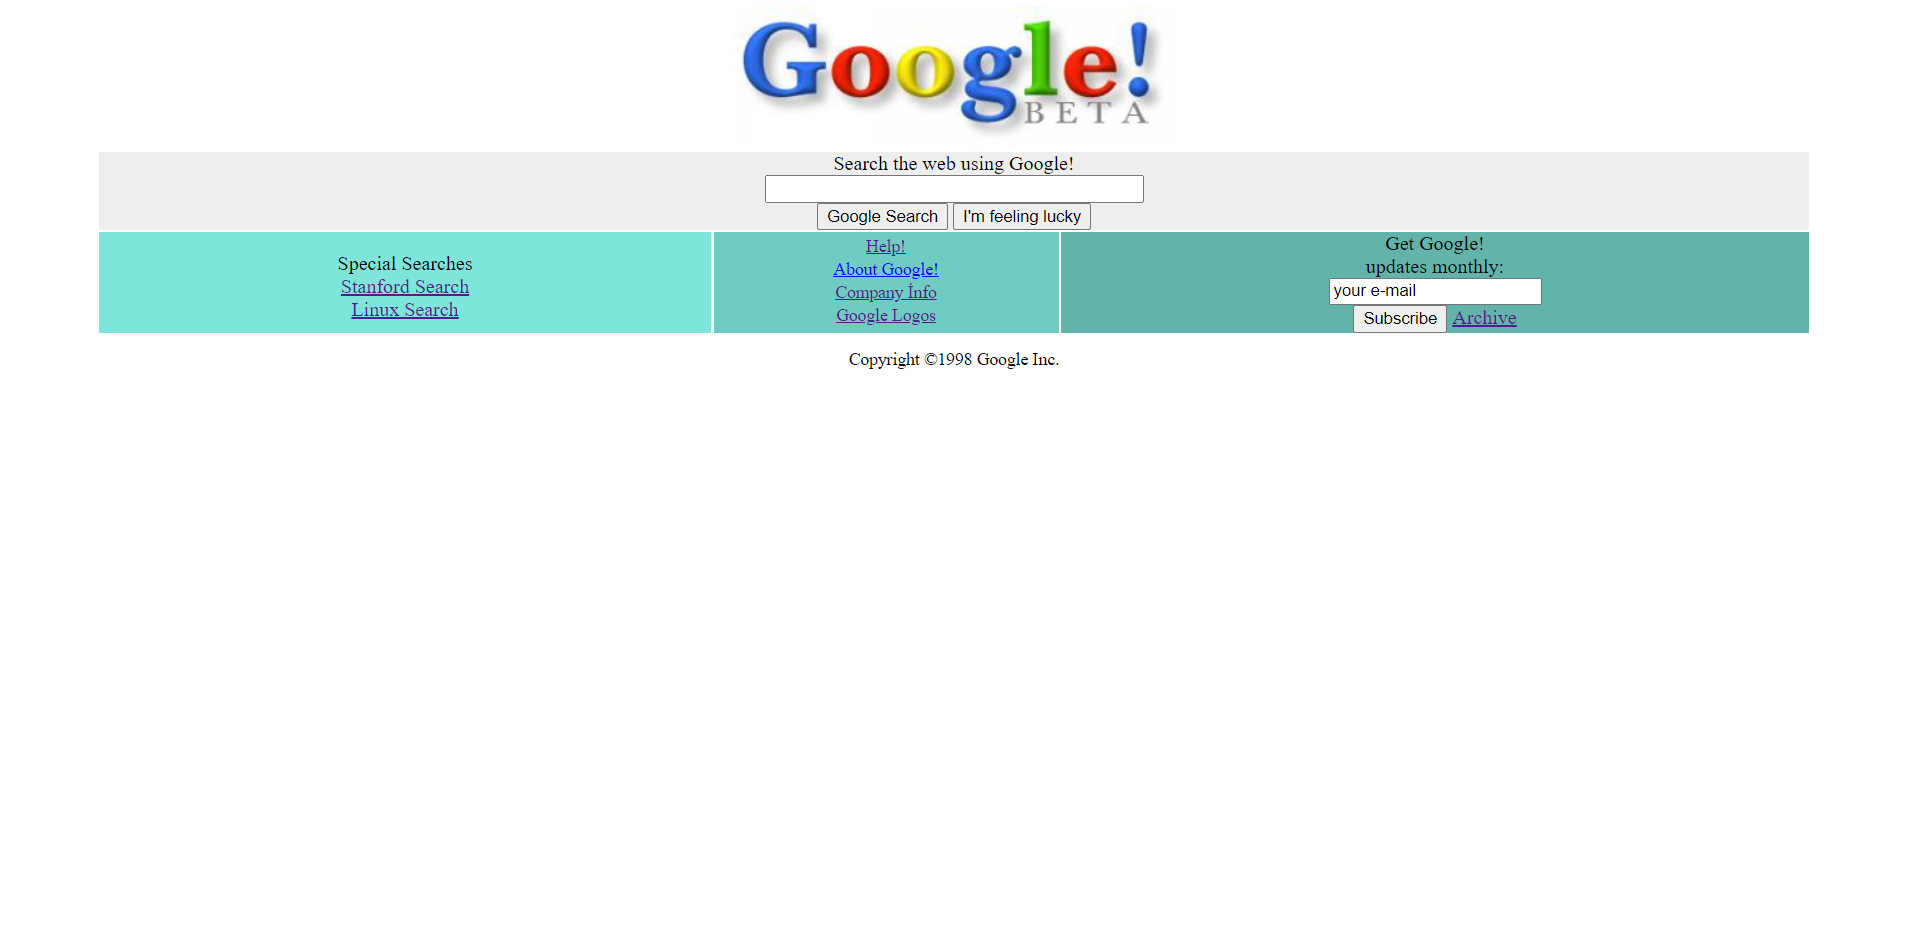 Google!
BETA
Search the web using Google!
Google Search I'm feeling lucky
Special Searches
Stanford Search
Linux Search
Help!
About Google!
Company İnfo
Google Logos
Get Google!
updates monthly:
your e-mail
Subscribe Archive
Copyright ©1998 Google Inc.